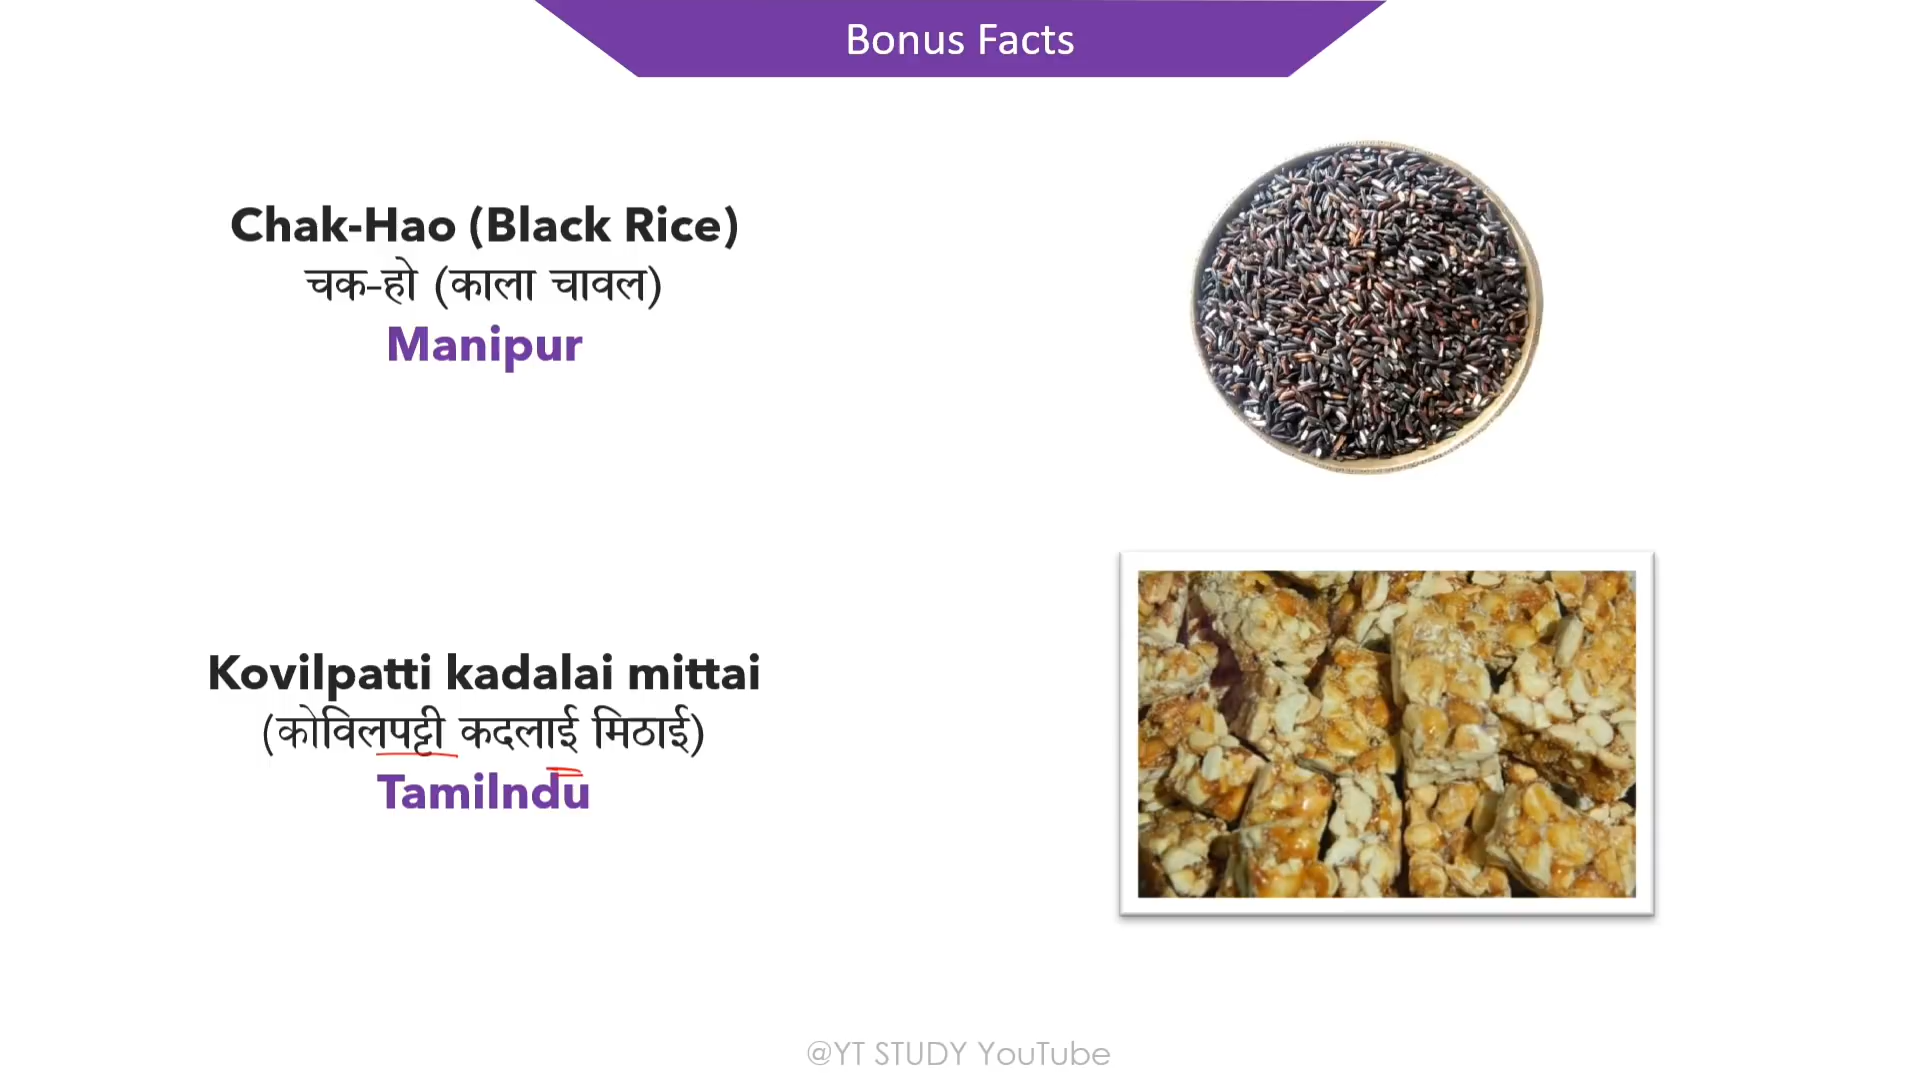 Bonus Facts
Chak-Hao (Black Rice)
चक-हो (काला चावल)
Manipur
Kovilpatti kadalai mittai
(कोविलपट्टी कदलाई मिठाई)
Tamilndu
@YT STUDY YouTube